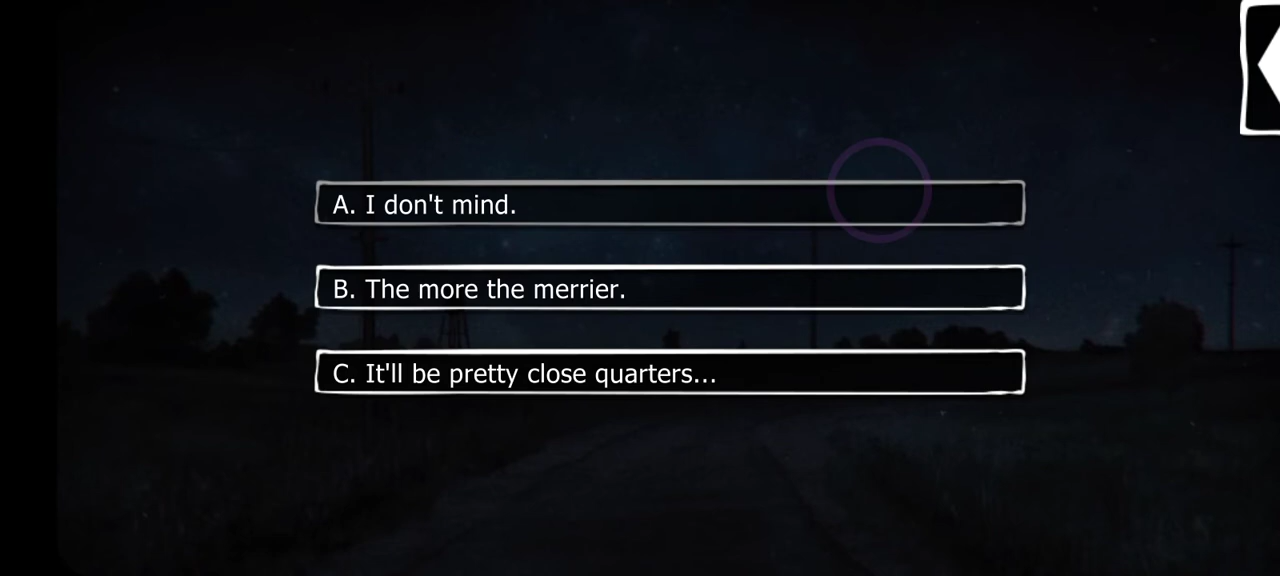 A. I don't mind.
B. The more the merrier.
C. It'll be pretty close quarters...